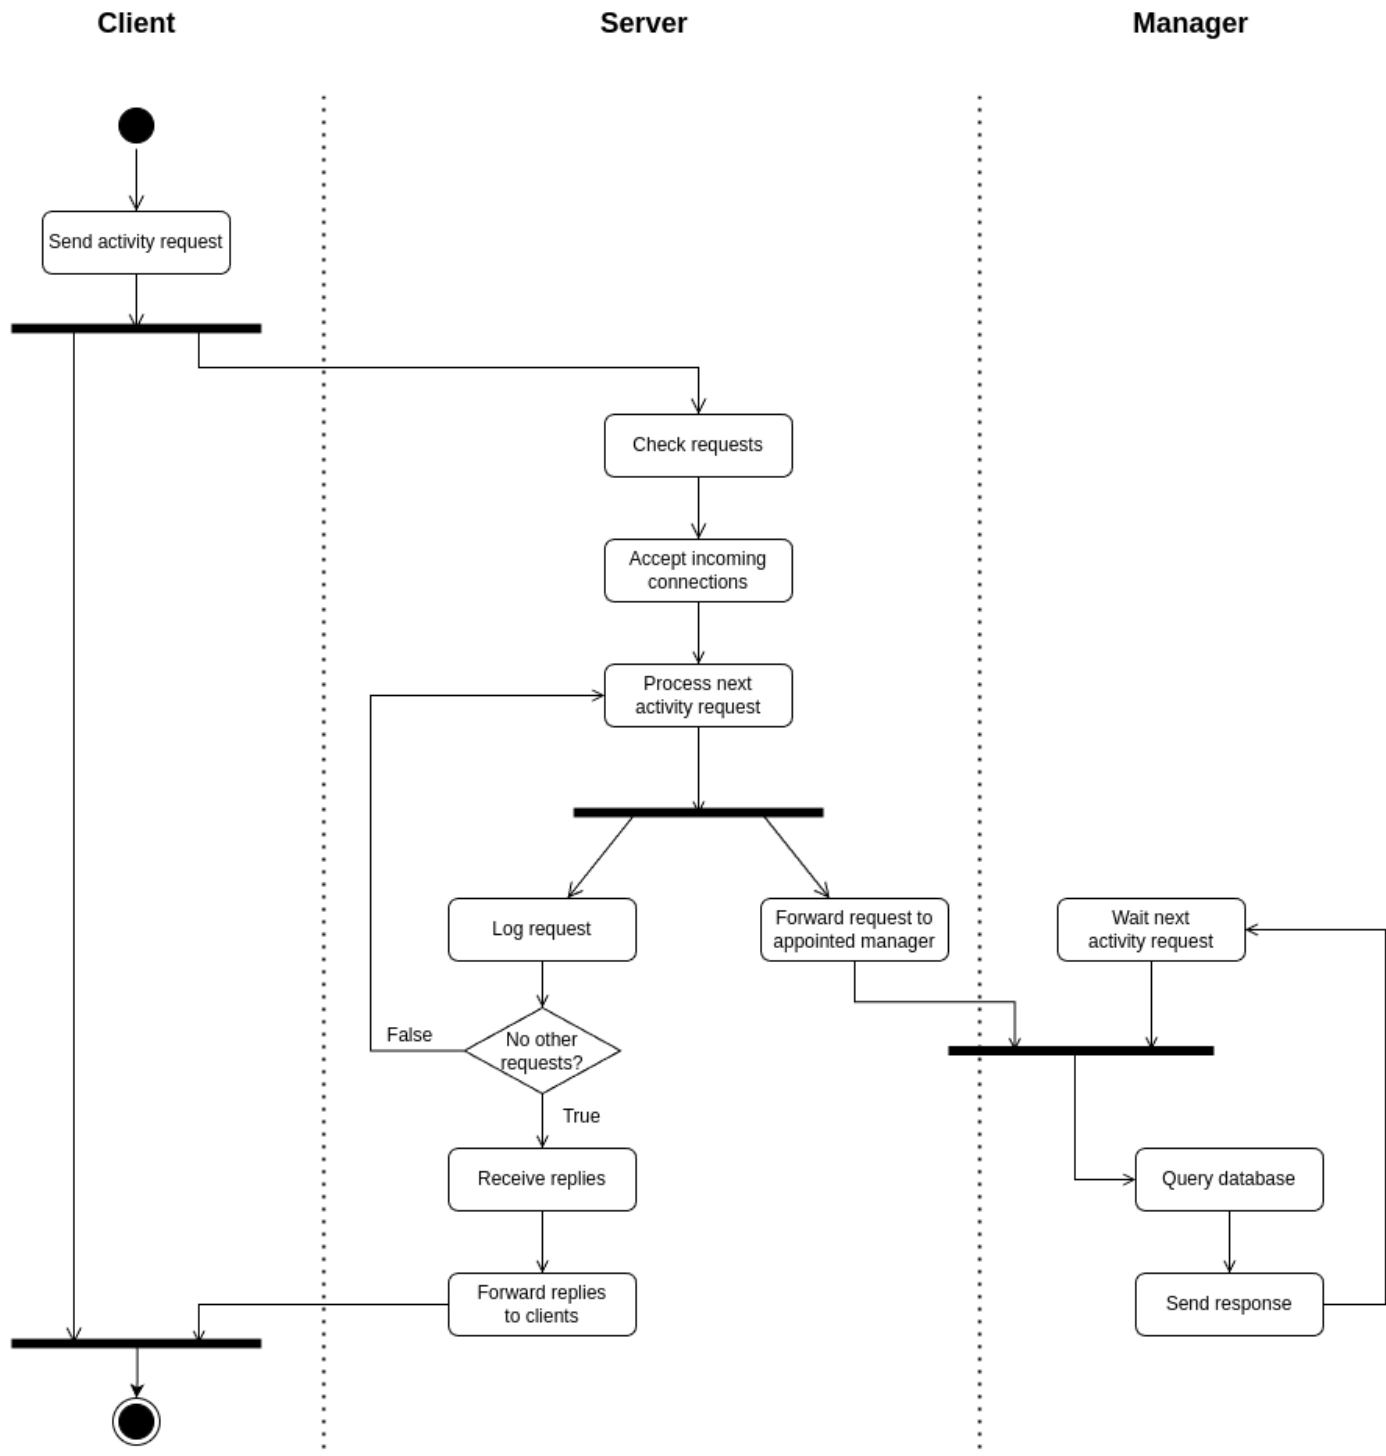 Client
Server
Manager
Send activity request
Check requests
Accept incoming
connections
Process next
activity request
Log request
Forward request to
appointed manager
Wait next
activity request
False
No other
requests?
True
Receive replies
Query database
Forward replies
to clients
Send response